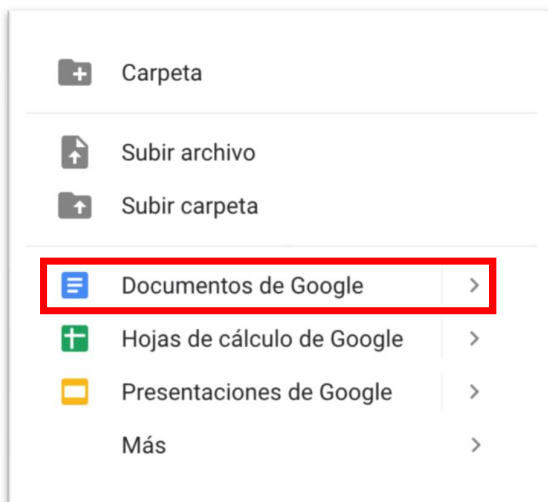 Carpeta
Subir archivo
Subir carpeta
Documentos de Google
Hojas de cálculo de Google
Presentaciones de Google
Más